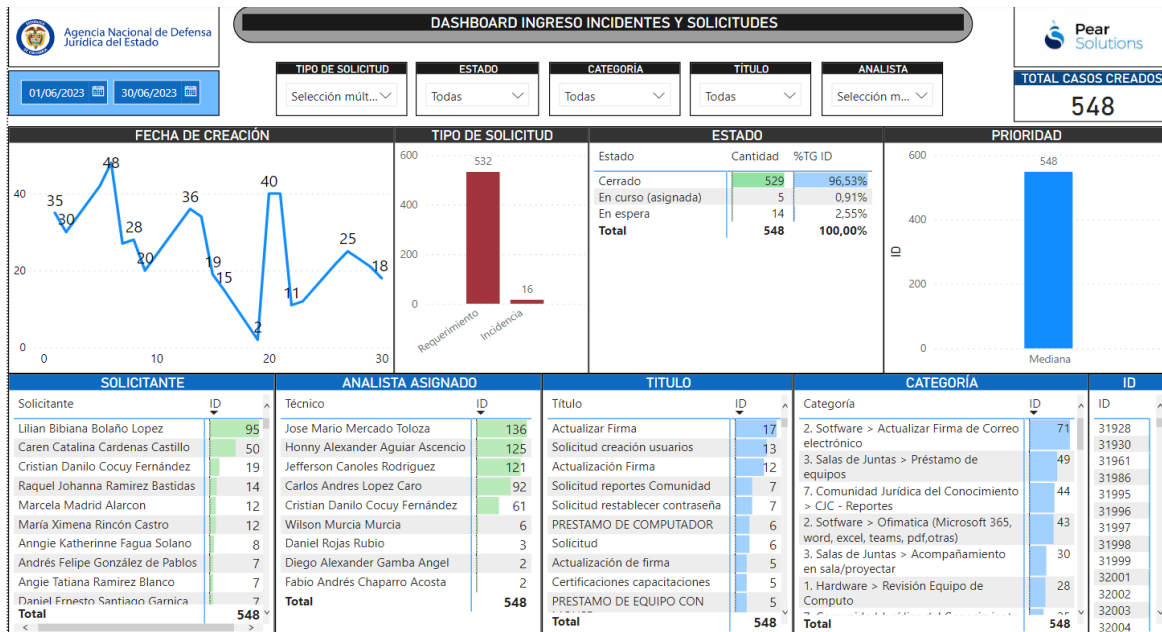 DASHBOARD INGRESO INCIDENTES Y SOLICITUDES
Agencia Nacional de Defensa
Jurídica del Estado
Pear
Solutions
01/06/2023
30/06/2023
TIPO DE SOLICITUD
Selección múlt...
ESTADO
Todas
CATEGORÍA
Todas
TÍTULO
Todas
ANALISTA
Selección m...
TOTAL CASOS CREADOS
548
FECHA DE CREACIÓN
40
20
0
35
30
48
28
20
36
19
15
2
40
11
25
18
0 10 20 30
TIPO DE SOLICITUD
600
400
200
0
532
16
Requerimiento
Incidencia
ESTADO
Estado Cantidad %TG ID
Cerrado 529 96,53%
En curso (asignada) 5 0,91%
En espera 14 2,55%
Total 548 100,00%
PRIORIDAD
600
400
200
0
ID
548
Mediana
SOLICITANTE
Solicitante ID
Lilian Bibiana Bolaño Lopez 95
Caren Catalina Cardenas Castillo 50
Cristian Danilo Cocuy Fernández 19
Raquel Johanna Ramirez Bastidas 14
Marcela Madrid Alarcon 12
María Ximena Rincón Castro 12
Anngie Katherinne Fagua Solano 8
Andrés Felipe González de Pablos 7
Angie Tatiana Ramirez Blanco 7
Daniel Ernesto Santiago Garnica 7
Total 548
ANALISTA ASIGNADO
Técnico ID
Jose Mario Mercado Toloza 136
Honny Alexander Aguiar Ascencio 125
Jefferson Canoles Rodriguez 121
Carlos Andres Lopez Caro 92
Cristian Danilo Cocuy Fernández 61
Wilson Murcia Murcia 6
Daniel Rojas Rubio 3
Diego Alexander Gamba Angel 2
Fabio Andrés Chaparro Acosta 2
Total 548
TITULO
Título ID
Actualizar Firma 17
Solicitud creación usuarios 13
Actualización Firma 12
Solicitud reportes Comunidad 7
Solicitud restablecer contraseña 7
PRESTAMO DE COMPUTADOR 6
Solicitud 6
Actualización de firma 5
Certificaciones capacitaciones 5
PRESTAMO DE EQUIPO CON 5
Total 548
CATEGORÍA
Categoría ID
2. Sotfware > Actualizar Firma de Correo 71
electrónico
3. Salas de Juntas > Préstamo de 49
equipos
7. Comunidad Jurídica del Conocimiento 44
> CJC - Reportes
2. Sotfware > Ofimatica (Microsoft 365, 43
word, excel, teams, pdf,otras)
3. Salas de Juntas > Acompañamiento 30
en sala/proyectar
1. Hardware > Revisión Equipo de 28
Computo
Total 548
ID
ID
31928
31930
31961
31986
31995
31996
31997
31998
31999
32001
32002
32003
32004